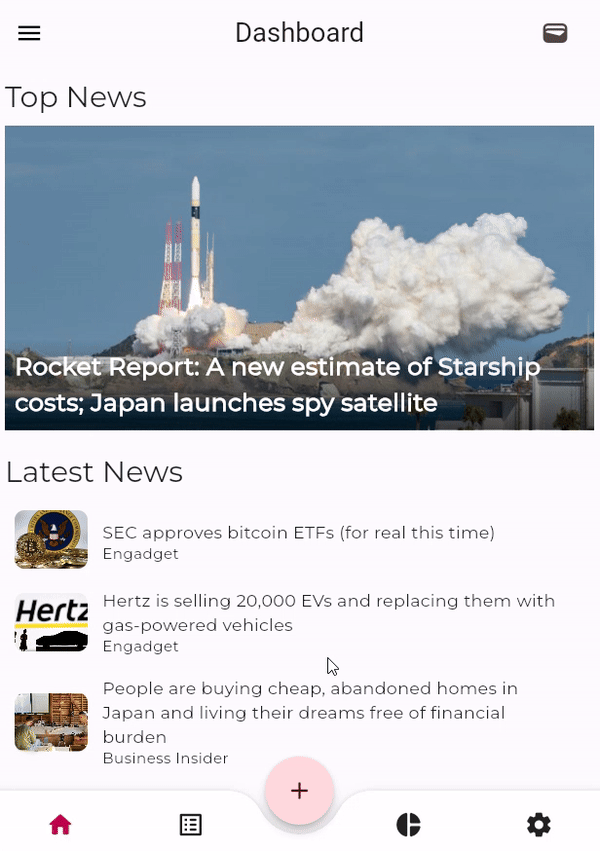 Dashboard
Top News
Rocket Report: A new estimate of Starship
costs; Japan launches spy satellite
Latest News
SEC approves bitcoin ETFs (for real this time)
Engadget
Hertz
Hertz is selling 20,000 EVs and replacing them with
gas-powered vehicles
Engadget
People are buying cheap, abandoned homes in
Japan and living their dreams free of financial
burden
Business Insider
+